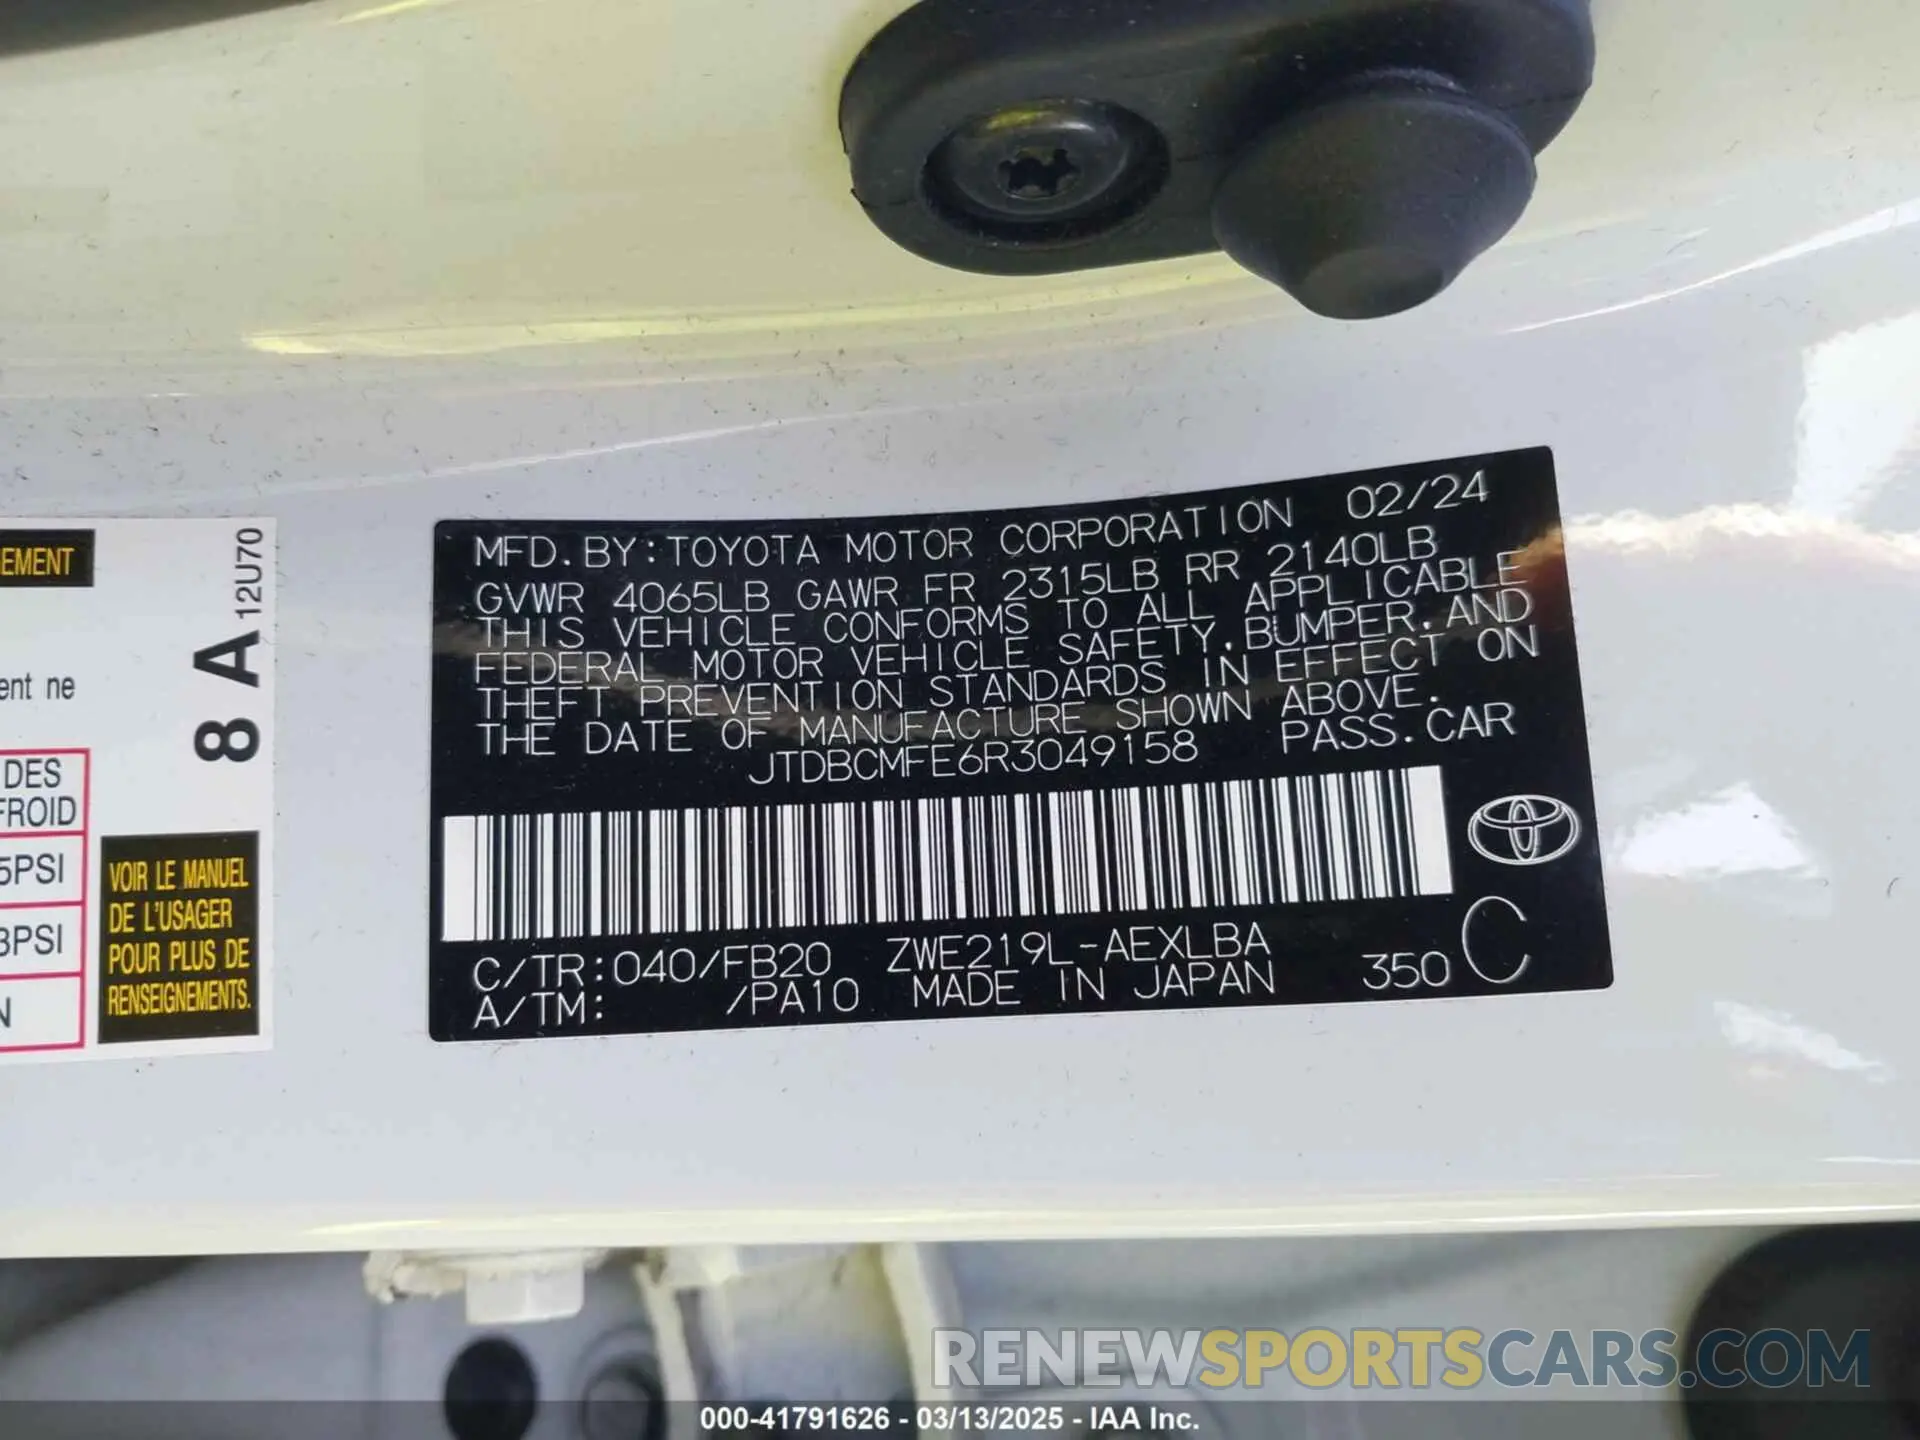 EMENT
ent ne
DES
FROID
5PSI
3PSI
N
8 A 12U70
VOIR LE MANUEL
DE L'USAGER
POUR PLUS DE
RENSEIGNEMENTS.
MFD. BY: TOYOTA MOTOR CORPORATION 02/24
GVWR 4065LB GAWR FR 2315LB RR 2140LB
THIS VEHICLE CONFORMS TO ALL APPLICABLE
FEDERAL MOTOR VEHICLE SAFETY, BUMPER, AND
THEFT PREVENTION STANDARDS IN EFFECT ON
THE DATE OF MANUFACTURE SHOWN ABOVE.
JTDBCMFE6R3049158 PASS. CAR
C/TR: 040/FB20 ZWE219L-AEXLBA
A/TM: /PA10 MADE IN JAPAN 350 C
RENEWSPORTSCARS.COM
000-41791626 - 03/13/2025 - IAA Inc.